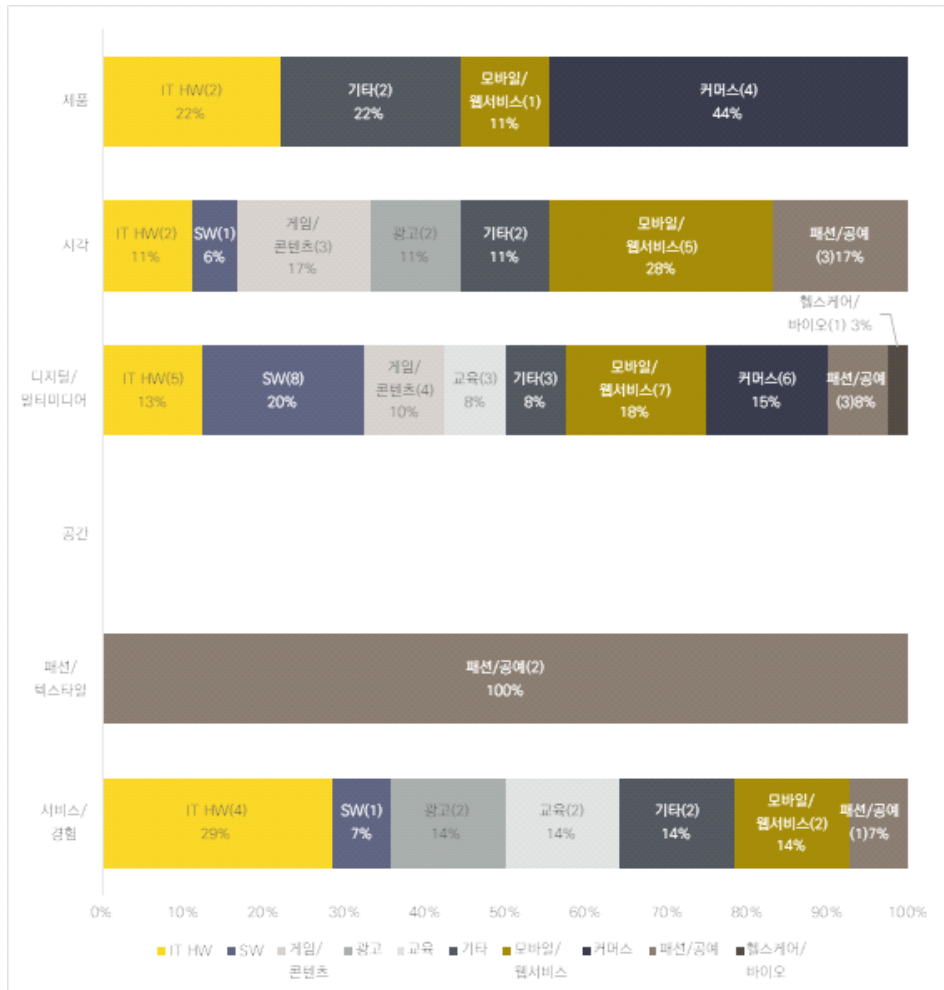 제품
IT HW(2)
22%
기타(2)
22%
모바일/
웹서비스(1)
11%
커머스(4)
44%
시각
IT HW(2)
11%
SW(1)
6%
게임/
콘텐츠(3)
17%
광고(2)
11%
기타(2)
11%
모바일/
웹서비스(5)
28%
패션/공예
(3)17%
헬스케어/
바이오(1) 3%
디지털/
멀티미디어
IT HW(5)
13%
SW(8)
20%
게임/
콘텐츠(4)
10%
교육(3)
8%
기타(3)
8%
모바일/
웹서비스(7)
18%
커머스(6)
15%
패션/공예
(3)8%
공간
패션/
텍스타일
패션/공예(2)
100%
서비스/
경험
IT HW(4)
29%
SW(1)
7%
광고(2)
14%
교육(2)
14%
기타(2)
14%
모바일/
웹서비스(2)
14%
패션/공예
(1)7%
0% 10% 20% 30% 40% 50% 60% 70% 80% 90% 100%
IT HW
SW
게임/
콘텐츠
광고
교육
기타
모바일/
웹서비스
커머스
패션/공예
헬스케어/
바이오